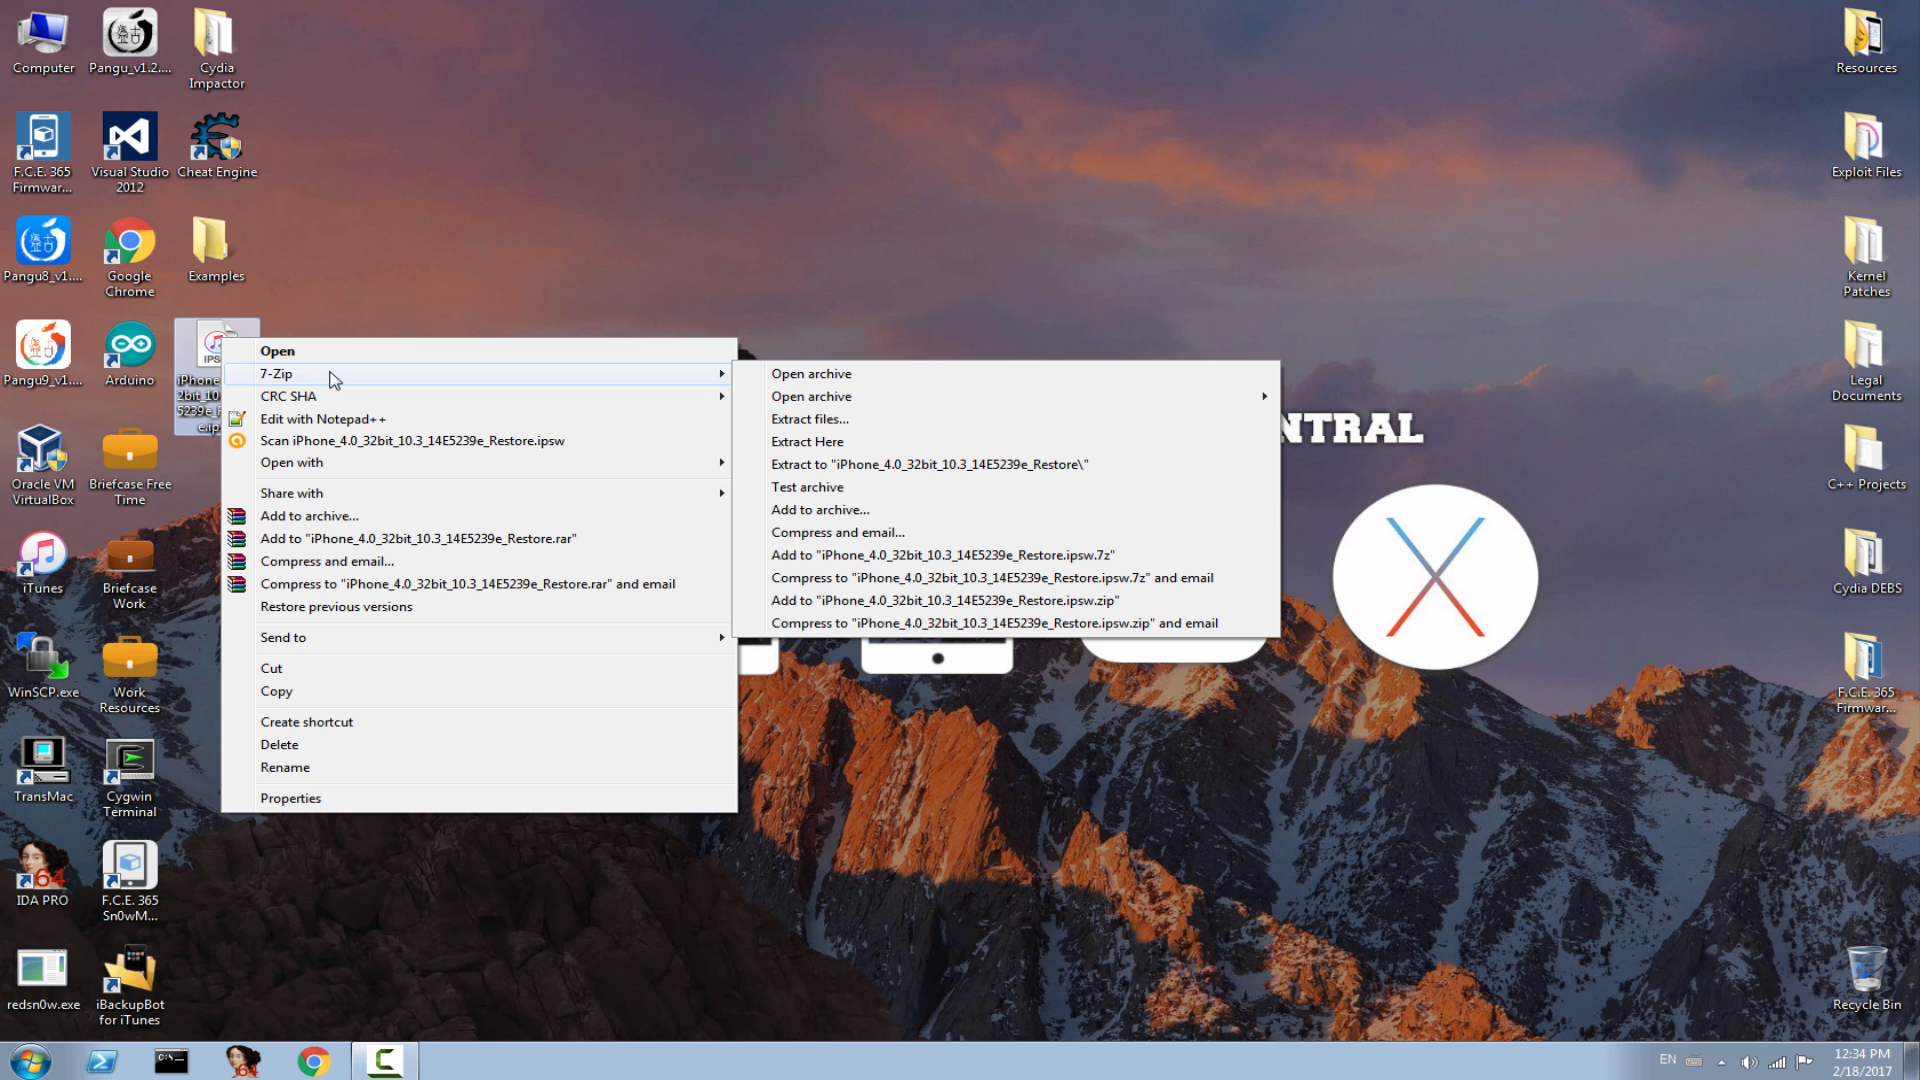 Computer
Pangu_v1.2....
Cydia
Impactor
F.C.E. 365
Firmwar...
Visual Studio
2012
Cheat Engine
Pangu8_v1....
Google
Chrome
Examples
Pangu9_v1....
Arduino
IPS
iPhone
2bit_10
5239e_
e.ip
Oracle VM
VirtualBox
Briefcase Free
Time
iTunes
Briefcase
Work
WinSCP.exe
Work
Resources
TransMac
Cygwin
Terminal
64
IDA PRO
F.C.E. 365
Sn0wM...
redsn0w.exe
iBackupBot
for iTunes
Open
7-Zip
CRC SHA
Edit with Notepad++
Scan iPhone_4.0_32bit_10.3_14E5239e_Restore.ipsw
Open with
Share with
Add to archive...
Add to "iPhone_4.0_32bit_10.3_14E5239e_Restore.rar"
Compress and email...
Compress to "iPhone_4.0_32bit_10.3_14E5239e_Restore.rar" and email
Restore previous versions
Send to
Cut
Copy
Create shortcut
Delete
Rename
Properties
Open archive
Open archive
Extract files...
Extract Here
Extract to "iPhone_4.0_32bit_10.3_14E5239e_Restore\"
Test archive
Add to archive...
Compress and email...
Add to "iPhone_4.0_32bit_10.3_14E5239e_Restore.ipsw.7z"
Compress to "iPhone_4.0_32bit_10.3_14E5239e_Restore.ipsw.7z" and email
Add to "iPhone_4.0_32bit_10.3_14E5239e_Restore.ipsw.zip"
Compress to "iPhone_4.0_32bit_10.3_14E5239e_Restore.ipsw.zip" and email
NTRAL
Resources
Exploit Files
Kernel
Patches
Legal
Documents
C++ Projects
Cydia DEBS
F.C.E. 365
Firmwar...
Recycle Bin
C:\
64
EN
12:34 PM
2/18/2017